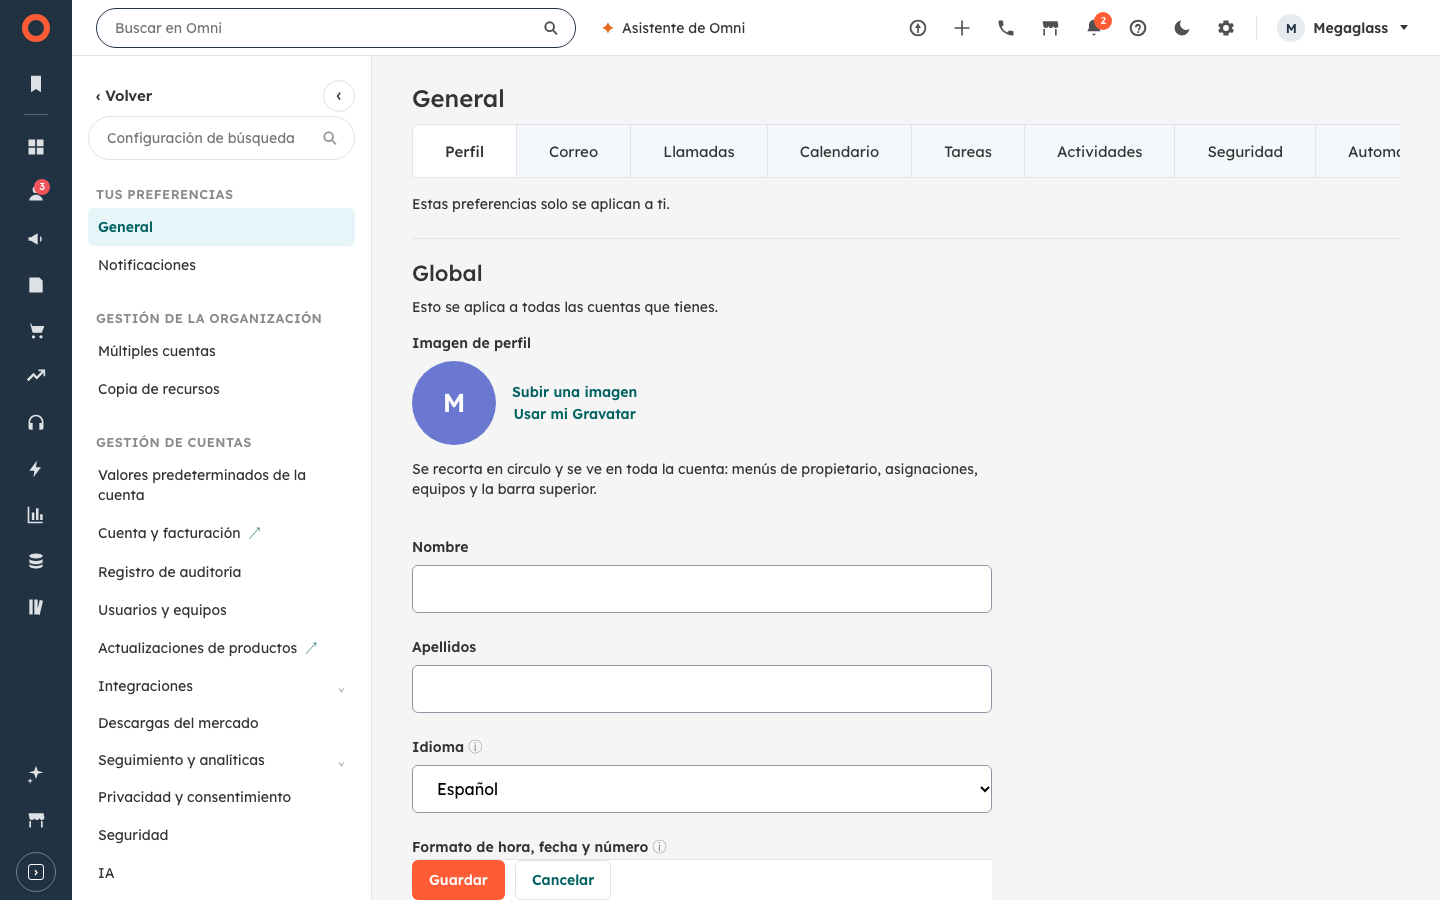 Buscar en Omni
Asistente de Omni
2
M
Megaglass
3
‹ Volver
Configuración de búsqueda
TUS PREFERENCIAS
General
Notificaciones
GESTIÓN DE LA ORGANIZACIÓN
Múltiples cuentas
Copia de recursos
GESTIÓN DE CUENTAS
Valores predeterminados de la
cuenta
Cuenta y facturación
Registro de auditoría
Usuarios y equipos
Actualizaciones de productos
Integraciones
Descargas del mercado
Seguimiento y analíticas
Privacidad y consentimiento
Seguridad
IA
General
Perfil
Correo
Llamadas
Calendario
Tareas
Actividades
Seguridad
Estas preferencias solo se aplican a ti.
Global
Esto se aplica a todas las cuentas que tienes.
Imagen de perfil
M
Subir una imagen
Usar mi Gravatar
Se recorta en círculo y se ve en toda la cuenta: menús de propietario, asignaciones,
equipos y la barra superior.
Nombre
Apellidos
Idioma
Español
Formato de hora, fecha y número
Guardar
Cancelar